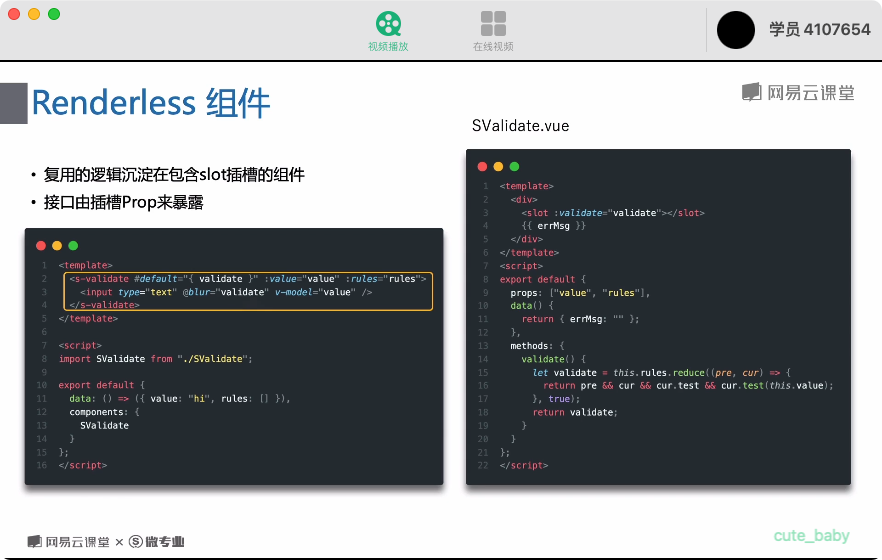 视频播放
在线视频
学员 4107654
Renderless 组件
网易云课堂
• 复用的逻辑沉淀在包含slot插槽的组件
• 接口由插槽Prop来暴露
1 <template>
2 <s-validate #default="{ validate }" :value="value" :rules="rules">
3 <input type="text" @blur="validate" v-model="value" />
4 </s-validate>
5 </template>
6
7 <script>
8 import SValidate from "./SValidate";
9
10 export default {
11 data: () => ({ value: "hi", rules: [] }),
12 components: {
13 SValidate
14 }
15 };
16 </script>
SValidate.vue
1 <template>
2 <div>
3 <slot :validate="validate"></slot>
4 {{ errMsg }}
5 </div>
6 </template>
7 <script>
8 export default {
9 props: ["value", "rules"],
10 data() {
11 return { errMsg: "" };
12 },
13 methods: {
14 validate() {
15 let validate = this.rules.reduce((pre, cur) => {
16 return pre && cur && cur.test && cur.test(this.value);
17 }, true);
18 return validate;
19 }
20 }
21 };
22 </script>
网易云课堂 × Ⓢ微专业
cute_baby